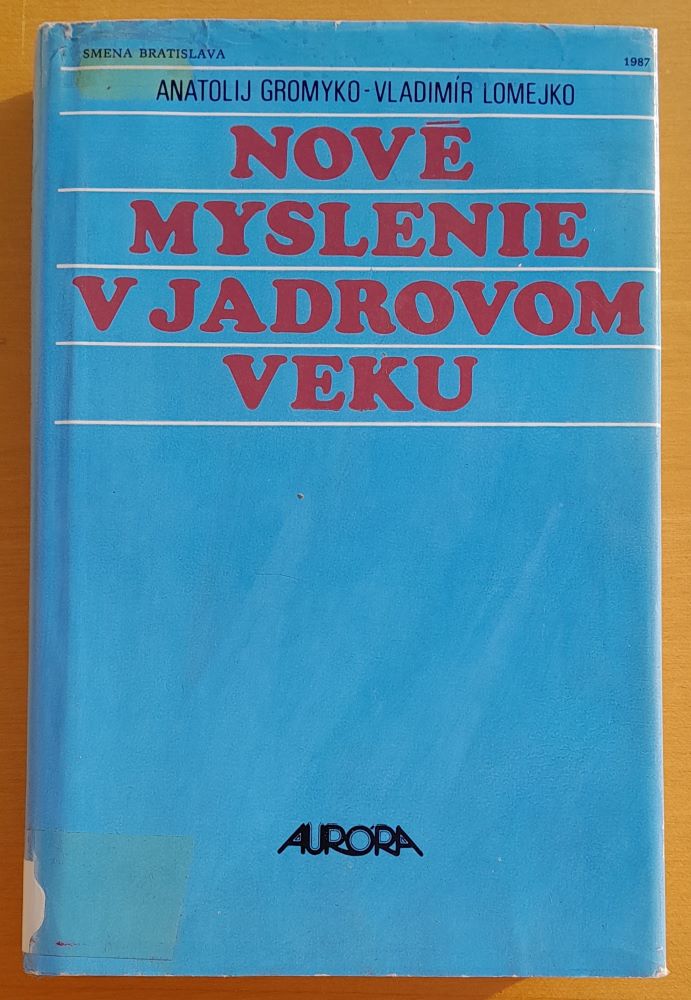 SMENA BRATISLAVA 1987
ANATOLIJ GROMYKO-VLADIMÍR LOMEJKO
NOVÉ
MYSLENIE
V JADROVOM
VEKU
AURORA